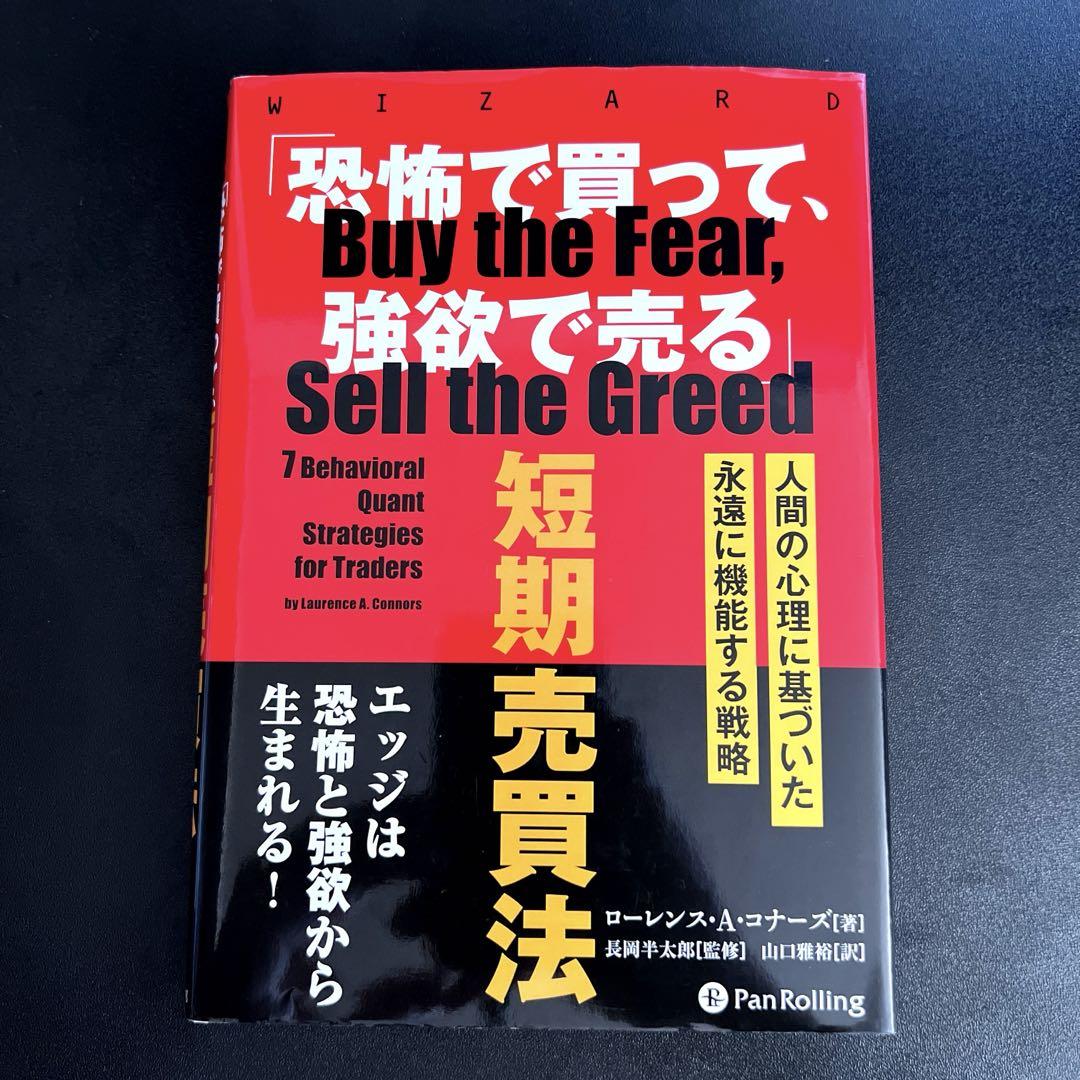 WIZARD
「恐怖で買って、
Buy the Fear,
強欲で売る」
Sell the Greed
7 Behavioral
Quant
Strategies
for Traders
by Laurence A. Connors
短期売買法
人間の心理に基づいた
永遠に機能する戦略
エッジは
恐怖と強欲から
生まれる!
ローレンス・A・コナーズ[著]
長岡半太郎[監修] 山口雅裕[訳]
PanRolling